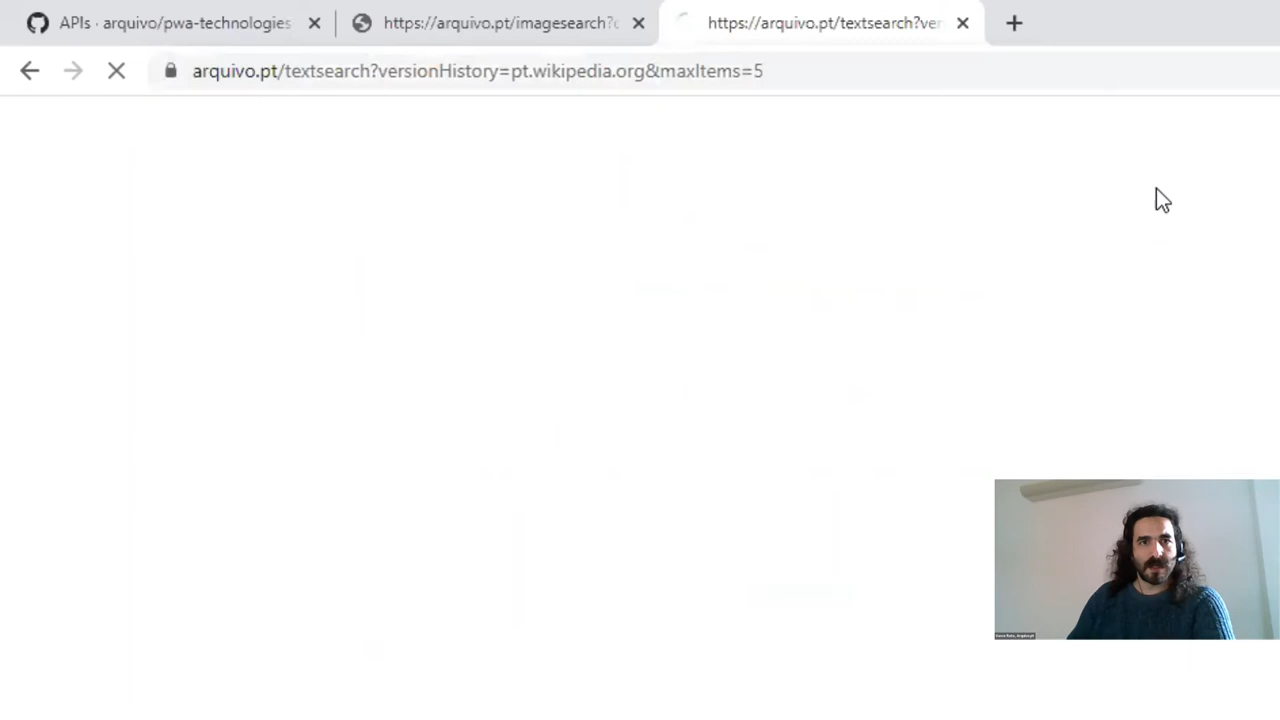 APIs · arquivo/pwa-technologies
https://arquivo.pt/imagesearch?
https://arquivo.pt/textsearch?ver
arquivo.pt/textsearch?versionHistory=pt.wikipedia.org&maxItems=5